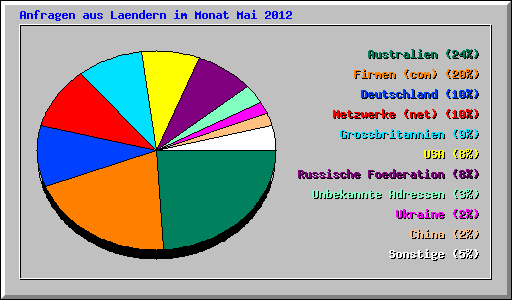 Anfragen aus Laendern im Monat Mai 2012
Australien (24%)
Firmen (com) (20%)
Deutschland (10%)
Netzwerke (net) (10%)
Grossbritannien (9%)
USA (8%)
Russische Foederation (8%)
Unbekannte Adressen (3%)
Ukraine (2%)
China (2%)
Sonstige (5%)